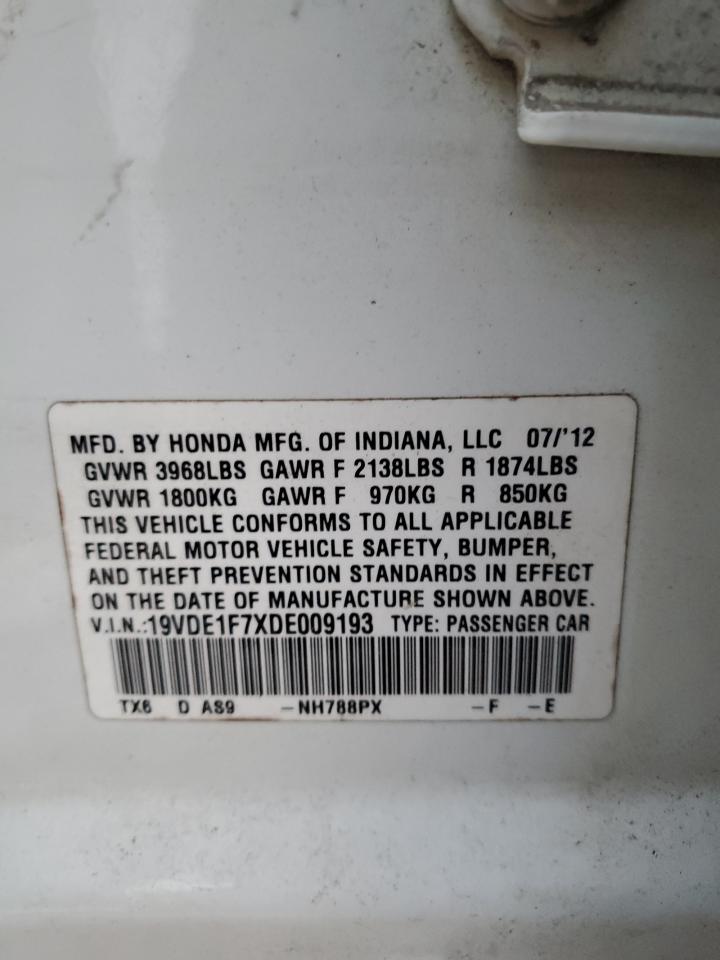 MFD. BY HONDA MFG. OF INDIANA, LLC 07/'12
GVWR 3968LBS GAWR F 2138LBS R 1874LBS
GVWR 1800KG GAWR F 970KG R 850KG
THIS VEHICLE CONFORMS TO ALL APPLICABLE
FEDERAL MOTOR VEHICLE SAFETY, BUMPER,
AND THEFT PREVENTION STANDARDS IN EFFECT
ON THE DATE OF MANUFACTURE SHOWN ABOVE.
V.I.N.:19VDE1F7XDE009193 TYPE: PASSENGER CAR
TX6 D AS9 -NH788PX -F -E